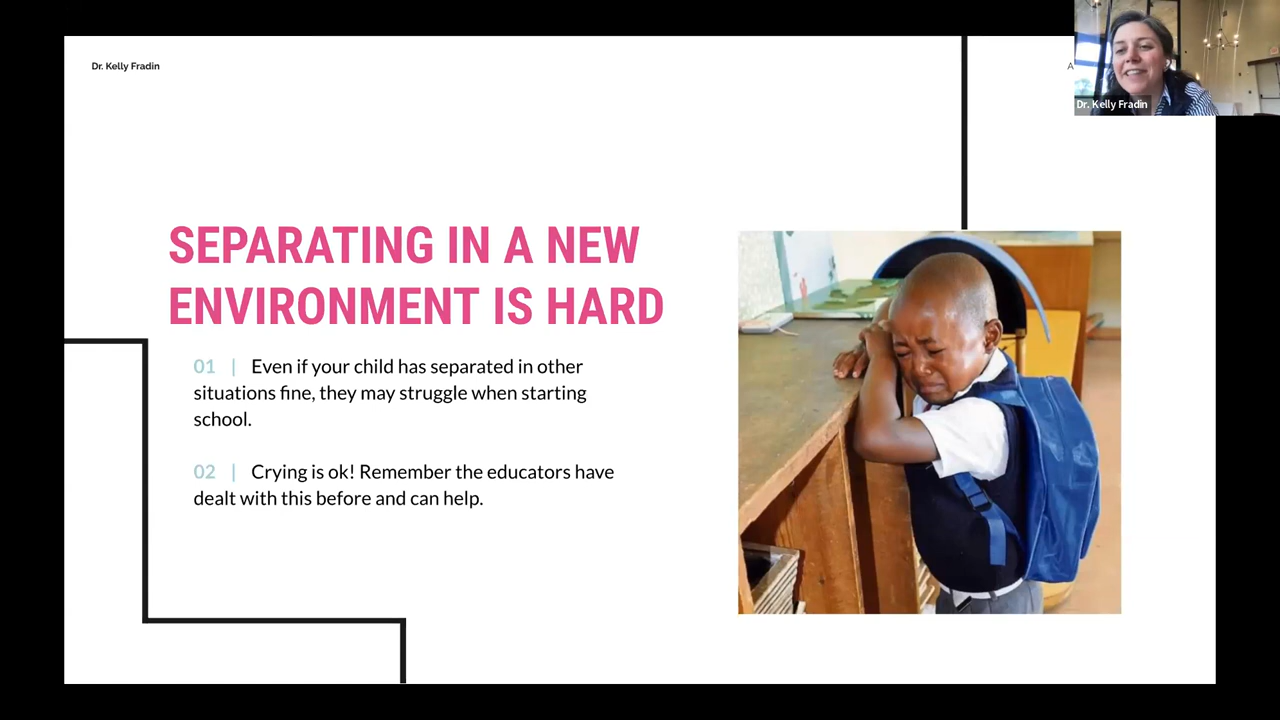 Dr. Kelly Fradin
A
Dr. Kelly Fradin
SEPARATING IN A NEW
ENVIRONMENT IS HARD
01 | Even if your child has separated in other
situations fine, they may struggle when starting
school.
02 | Crying is ok! Remember the educators have
dealt with this before and can help.